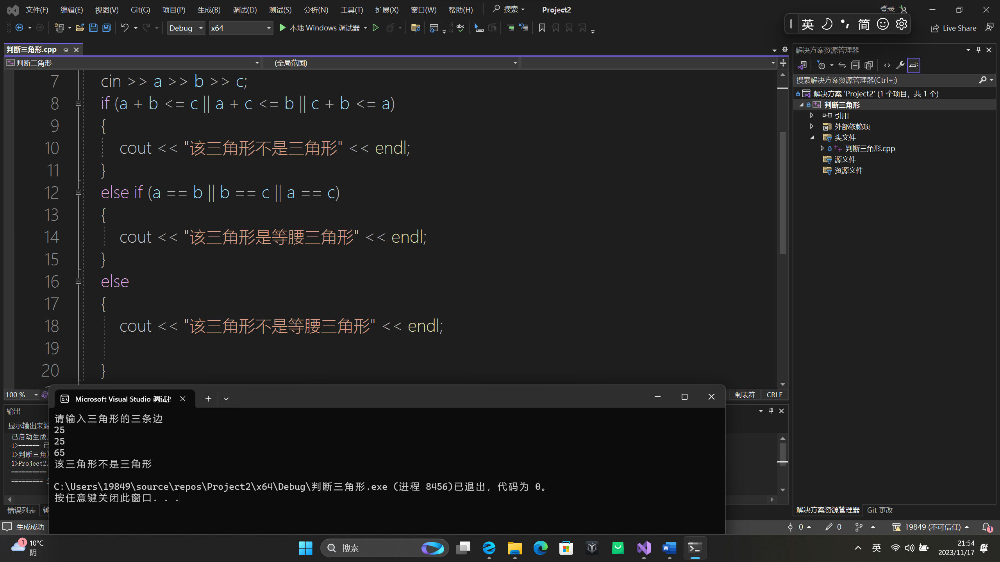 文件(F) 编辑(E) 视图(V) Git(G) 项目(P) 生成(B) 调试(D) 测试(S) 分析(N) 工具(T) 扩展(X) 窗口(W) 帮助(H) 搜索 Project2 登录
Debug x64 本地 Windows 调试器 abc 英 简 Live Share
判断三角形.cpp
判断三角形 (全局范围)
7 cin >> a >> b >> c;
8 if (a + b <= c || a + c <= b || c + b <= a)
9 {
10 cout << "该三角形不是三角形" << endl;
11 }
12 else if (a == b || b == c || a == c)
13 {
14 cout << "该三角形是等腰三角形" << endl;
15 }
16 else
17 {
18 cout << "该三角形不是等腰三角形" << endl;
19
20 }
100 % 制表符 CRLF
解决方案资源管理器
搜索解决方案资源管理器(Ctrl+;)
解决方案 'Project2' (1 个项目，共 1 个)
判断三角形
引用
外部依赖项
头文件
判断三角形.cpp
源文件
资源文件
解决方案资源管理器 Git 更改
输出
显示输出来源
已启动生成.
1>------ 已
1>判断三角形
1>Project2.
==========
=========
错误列表 输
Microsoft Visual Studio 调试控
请输入三角形的三条边
25
25
65
该三角形不是三角形
C:\Users\19849\source\repos\Project2\x64\Debug\判断三角形.exe (进程 8456)已退出，代码为 0。
按任意键关闭此窗口. . .
生成成功 0 0 19849 (不可信任) 1
1 10°C
阴
搜索
英
21:54
2023/11/17